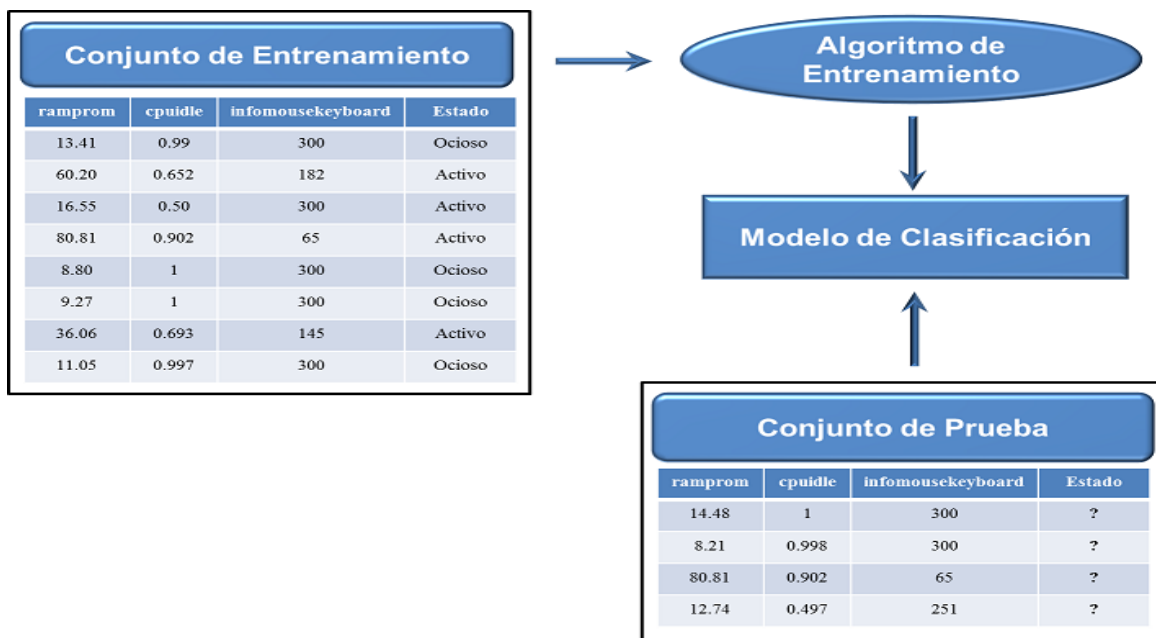 Conjunto de Entrenamiento
ramprom cpuidle infomousekeyboard Estado
13.41 0.99 300 Ocioso
60.20 0.652 182 Activo
16.55 0.50 300 Activo
80.81 0.902 65 Activo
8.80 1 300 Ocioso
9.27 1 300 Ocioso
36.06 0.693 145 Activo
11.05 0.997 300 Ocioso
Algoritmo de
Entrenamiento
Modelo de Clasificación
Conjunto de Prueba
ramprom cpuidle infomousekeyboard Estado
14.48 1 300 ?
8.21 0.998 300 ?
80.81 0.902 65 ?
12.74 0.497 251 ?